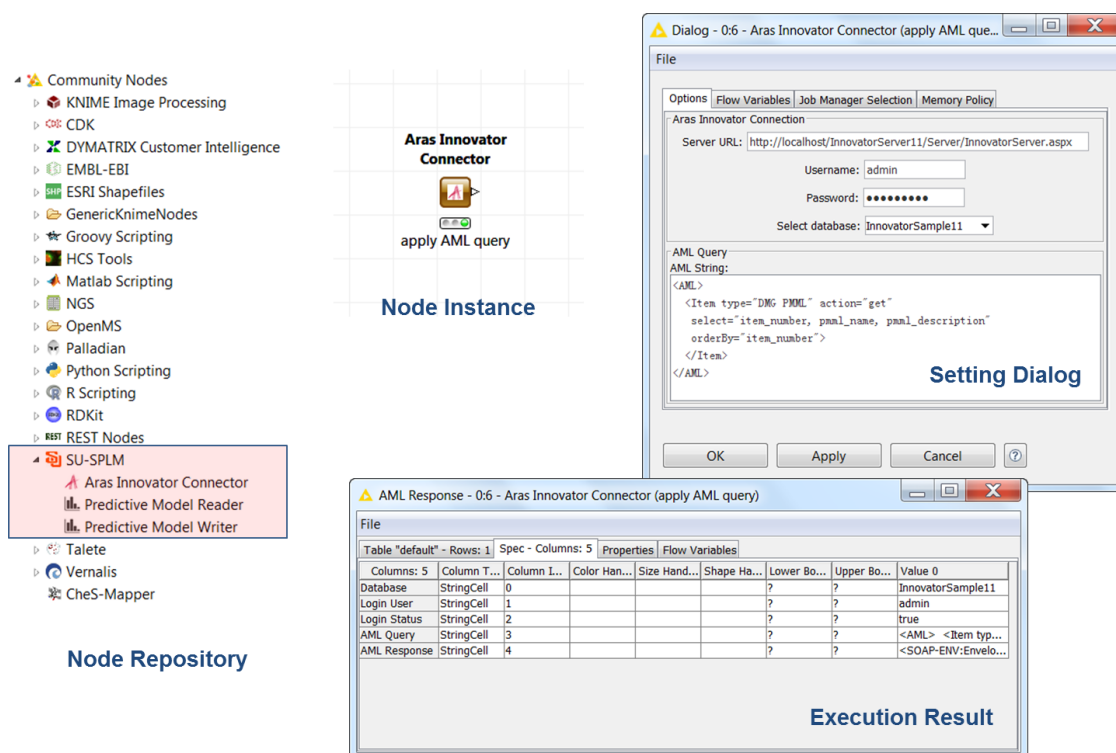 Community Nodes
KNIME Image Processing
CDK
DYMATRIX Customer Intelligence
EMBL-EBI
SHP ESRI Shapefiles
GenericKnimeNodes
Groovy Scripting
HCS Tools
Matlab Scripting
NGS
OpenMS
Palladian
Python Scripting
R Scripting
RDKit
REST REST Nodes
SU-SPLM
Aras Innovator Connector
Predictive Model Reader
Predictive Model Writer
Talete
Vernalis
CheS-Mapper
Node Repository
Aras Innovator
Connector
apply AML query
Node Instance
Dialog - 0:6 - Aras Innovator Connector (apply AML que...
File
Options Flow Variables Job Manager Selection Memory Policy
Aras Innovator Connection
Server URL: http://localhost/InnovatorServer11/Server/InnovatorServer.aspx
Username: admin
Password: ●●●●●●●●●
Select database: InnovatorSample11
AML Query
AML String:
<AML>
<Item type="DMG PMML" action="get"
select="item_number, pmml_name, pmml_description"
orderBy="item_number">
</Item>
</AML>
Setting Dialog
OK Apply Cancel ?
AML Response - 0:6 - Aras Innovator Connector (apply AML query)
File
Table "default" - Rows: 1 Spec - Columns: 5 Properties Flow Variables
Columns: 5 Column T... Column I... Color Han... Size Hand... Shape Ha... Lower Bo... Upper Bo... Value 0
Database StringCell 0 ? ? InnovatorSample11
Login User StringCell 1 ? ? admin
Login Status StringCell 2 ? ? true
AML Query StringCell 3 ? ? <AML> <Item typ...
AML Response StringCell 4 ? ? <SOAP-ENV:Envelo...
Execution Result